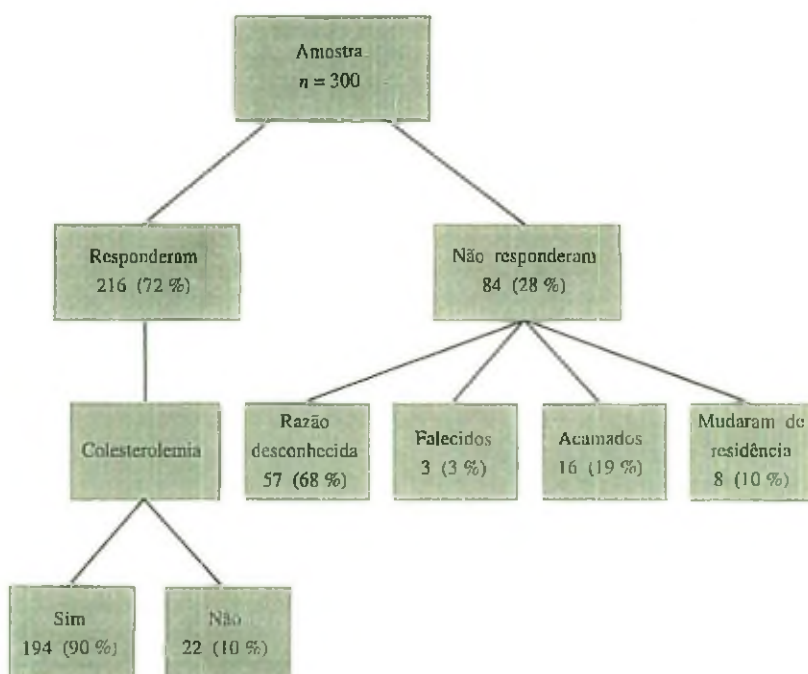 Amostra
n = 300
Responderam
216 (72 %)
Não responderam
84 (28 %)
Colesterolemia
Razão
desconhecida
57 (68 %)
Falecidos
3 (3 %)
Acamados
16 (19 %)
Mudaram de
residência
8 (10 %)
Sim
194 (90 %)
Não
22 (10 %)